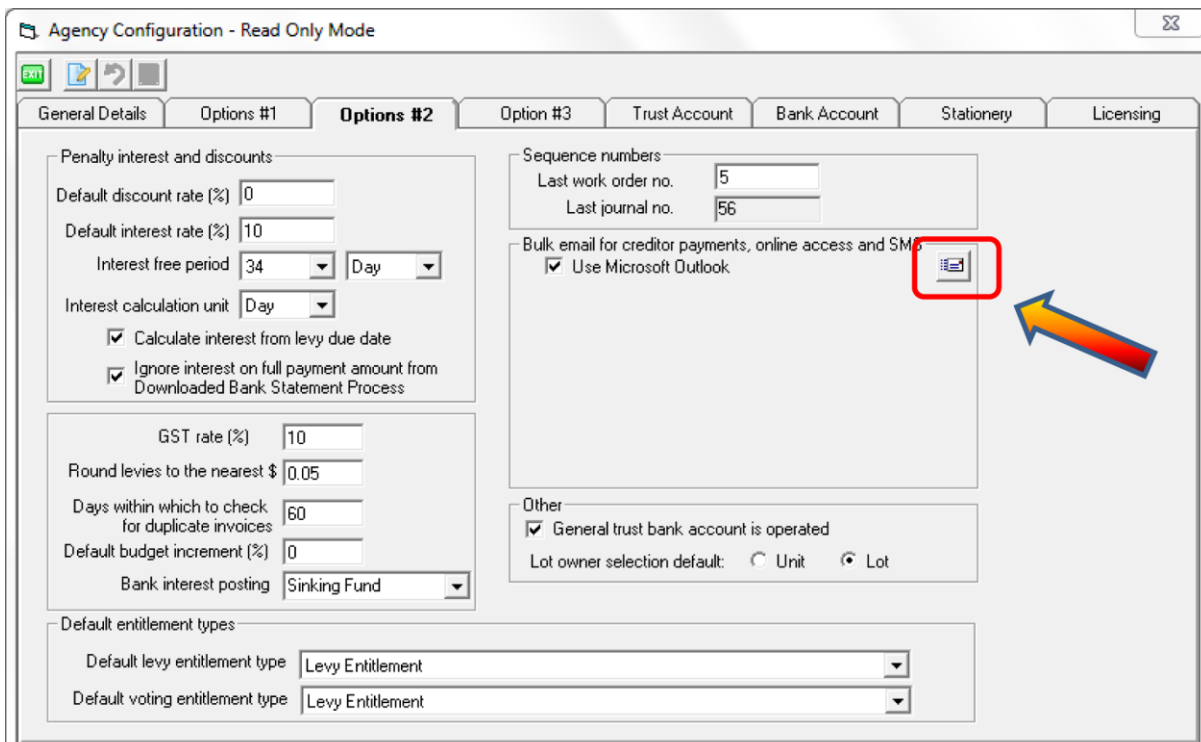 Agency Configuration - Read Only Mode
EXIT
General Details Options #1 Options #2 Option #3 Trust Account Bank Account Stationery Licensing
Penalty interest and discounts
Default discount rate (%) 0
Default interest rate (%) 10
Interest free period 34 Day
Interest calculation unit Day
Calculate interest from levy due date
Ignore interest on full payment amount from
Downloaded Bank Statement Process
GST rate (%) 10
Round levies to the nearest $ 0.05
Days within which to check
for duplicate invoices 60
Default budget increment (%) 0
Bank interest posting Sinking Fund
Sequence numbers
Last work order no. 5
Last journal no. 56
Bulk email for creditor payments, online access and SMS
Use Microsoft Outlook
Other
General trust bank account is operated
Lot owner selection default: Unit Lot
Default entitlement types
Default levy entitlement type Levy Entitlement
Default voting entitlement type Levy Entitlement